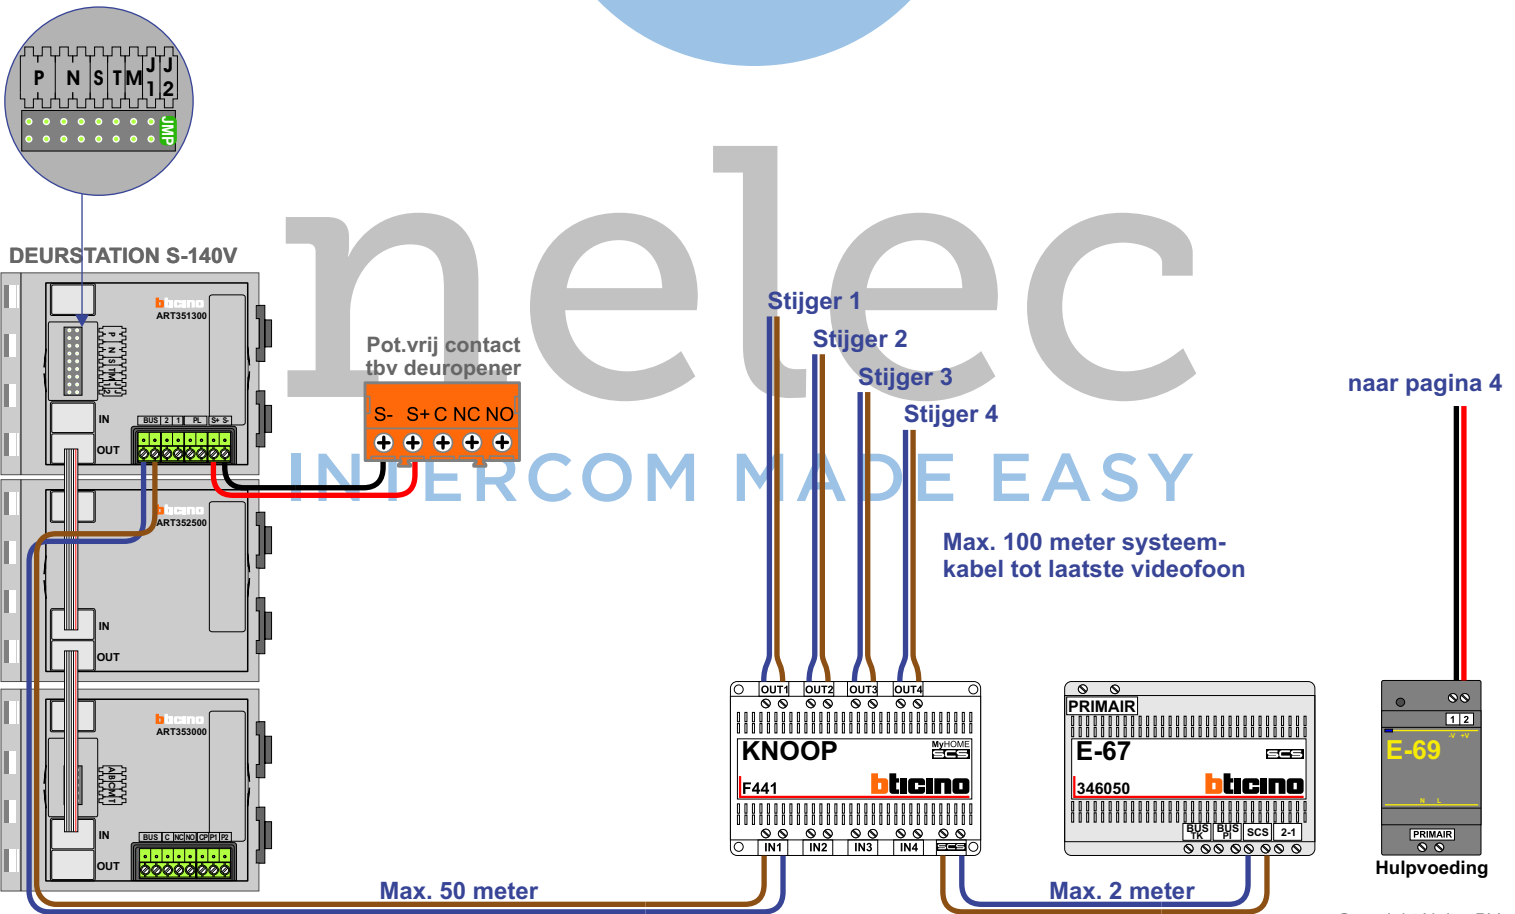 P N S T M J1 J2
JMP
nelec
INTERCOM MADE EASY
DEURSTATION S-140V
bticino
ART351300
P N S T M J1 J2
IN
OUT
BUS 2 1 PL S+ S-
Pot.vrij contact
tbv deuropener
S- S+ C NC NO
bticino
ART352500
IN
OUT
bticino
ART353000
IN
OUT
BUS C NC NO CP P1 P2
Stijger 1
Stijger 2
Stijger 3
Stijger 4
naar pagina 4
Max. 100 meter systeem-
kabel tot laatste videofoon
OUT1 OUT2 OUT3 OUT4
KNOOP
MyHOME
SCS
F441
bticino
IN1 IN2 IN3 IN4 SCS
PRIMAIR
E-67
SCS
346050
bticino
BUS TK BUS PI SCS 2-1
1 2
-V +V
E-69
N L
PRIMAIR
Hulpvoeding
Max. 50 meter
Max. 2 meter